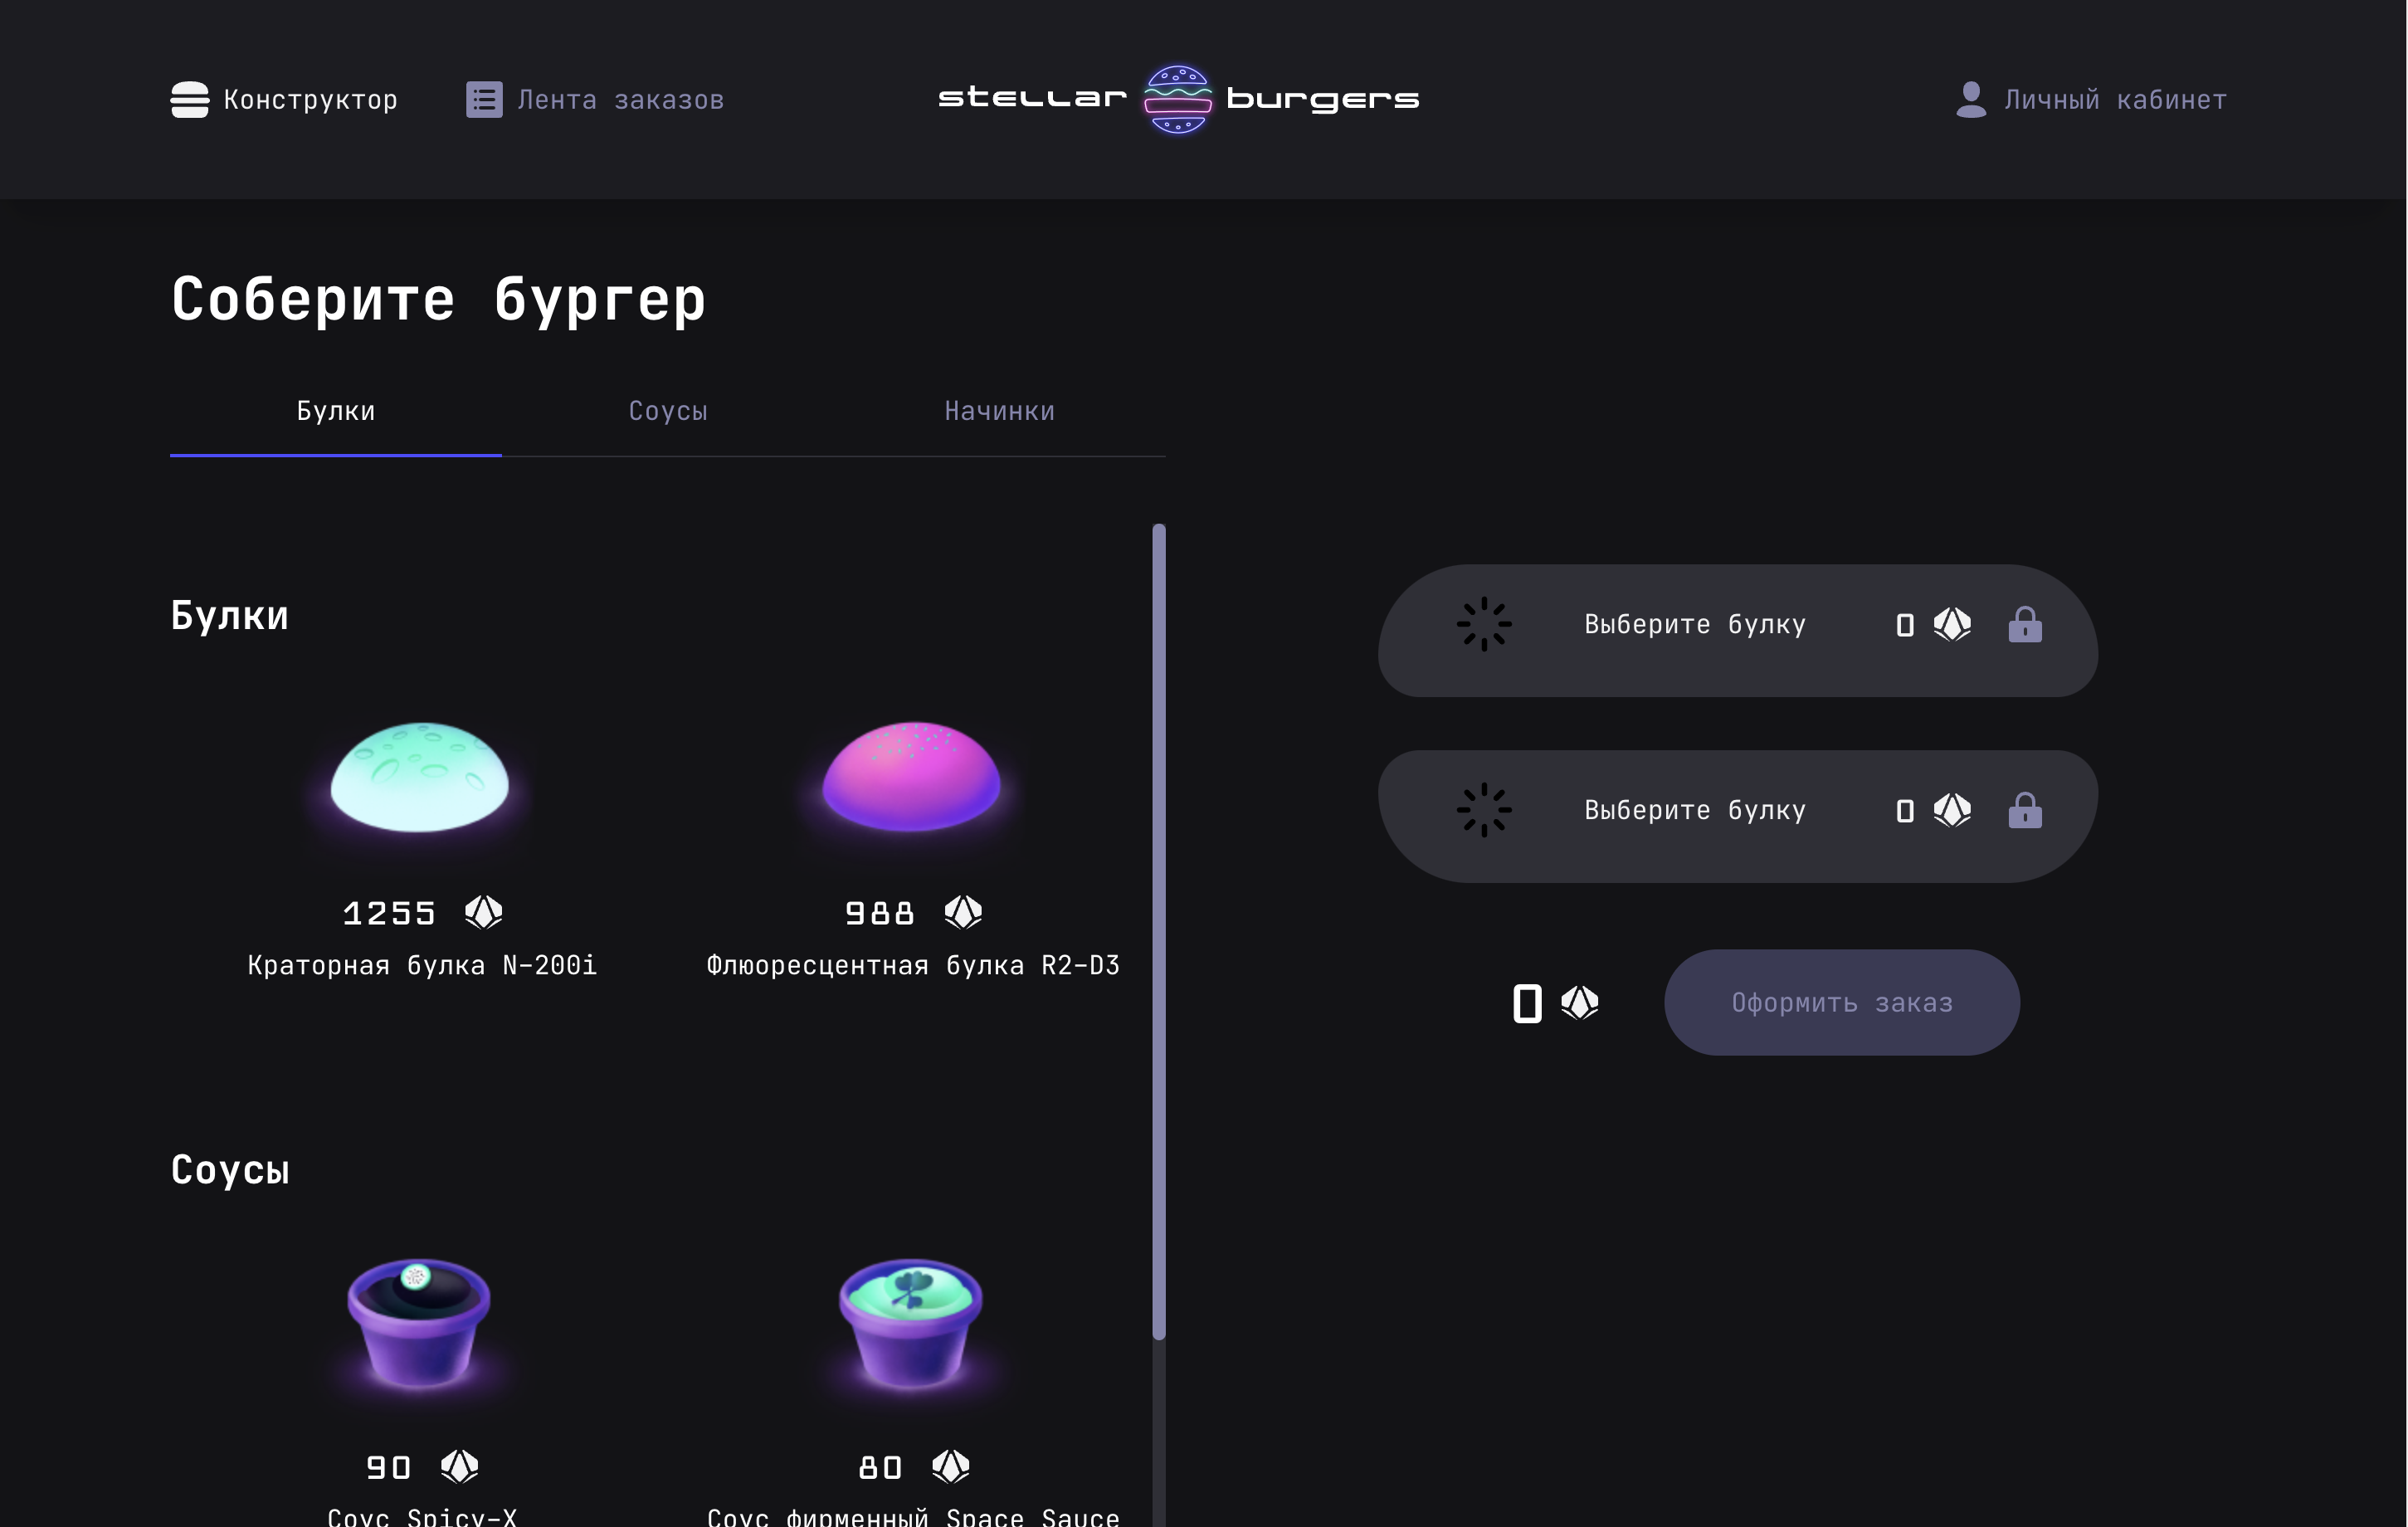 Конструктор
Лента заказов
stellar burgers
Личный кабинет
Соберите бургер
Булки
Соусы
Начинки
Булки
1255
988
Краторная булка N-200i
Флюоресцентная булка R2-D3
Соусы
90
80
Соус Spicy-X
Соус фирменный Space Sauce
Выберите булку
0
Выберите булку
0
0
Оформить заказ